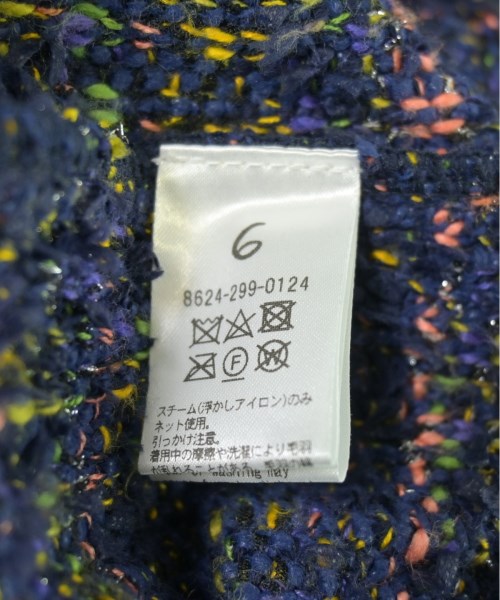 6
8624-299-0124
F W
スチーム(浮かしアイロン)のみ
ネット使用。
引っかけ注意。
着用中の摩擦や洗濯により毛羽
washing may